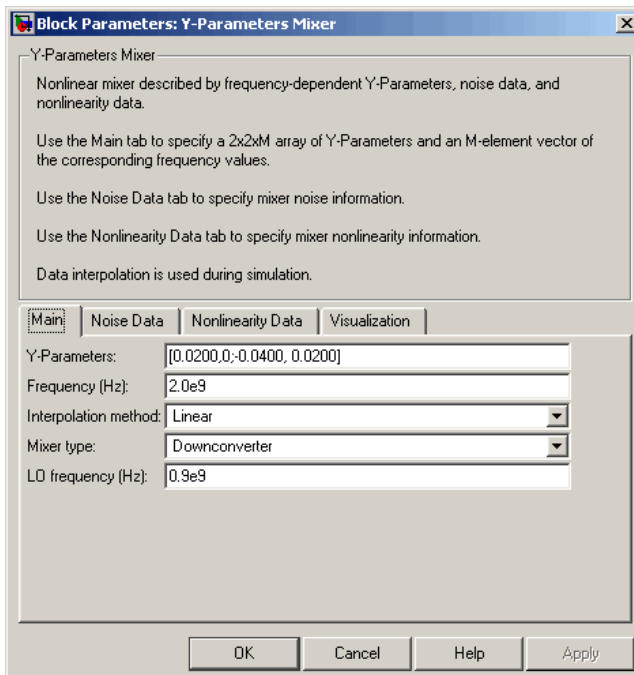 Block Parameters: Y-Parameters Mixer
Y-Parameters Mixer
Nonlinear mixer described by frequency-dependent Y-Parameters, noise data, and
nonlinearity data.
Use the Main tab to specify a 2x2xM array of Y-Parameters and an M-element vector of
the corresponding frequency values.
Use the Noise Data tab to specify mixer noise information.
Use the Nonlinearity Data tab to specify mixer nonlinearity information.
Data interpolation is used during simulation.
Main Noise Data Nonlinearity Data Visualization
Y-Parameters: [0.0200,0;-0.0400, 0.0200]
Frequency (Hz): 2.0e9
Interpolation method: Linear
Mixer type: Downconverter
LO frequency (Hz): 0.9e9
OK Cancel Help Apply